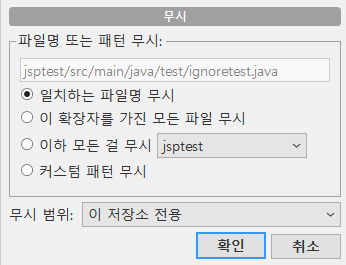 무시
파일명 또는 패턴 무시:
jsptest/src/main/java/test/ignoretest.java
일치하는 파일명 무시
이 확장자를 가진 모든 파일 무시
이하 모든 걸 무시 jsptest
커스텀 패턴 무시
무시 범위: 이 저장소 전용
확인 취소